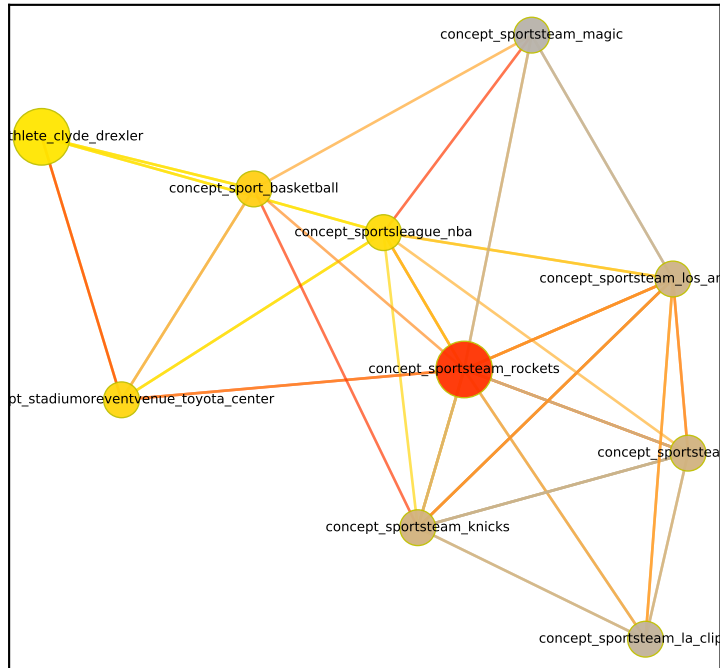 concept_sportsteam_magic
thlete_clyde_drexler
concept_sport_basketball
concept_sportsleague_nba
concept_sportsteam_los_an
concept_sportsteam_rockets
pt_stadiumoreventvenue_toyota_center
concept_sportstea
concept_sportsteam_knicks
concept_sportsteam_la_clip